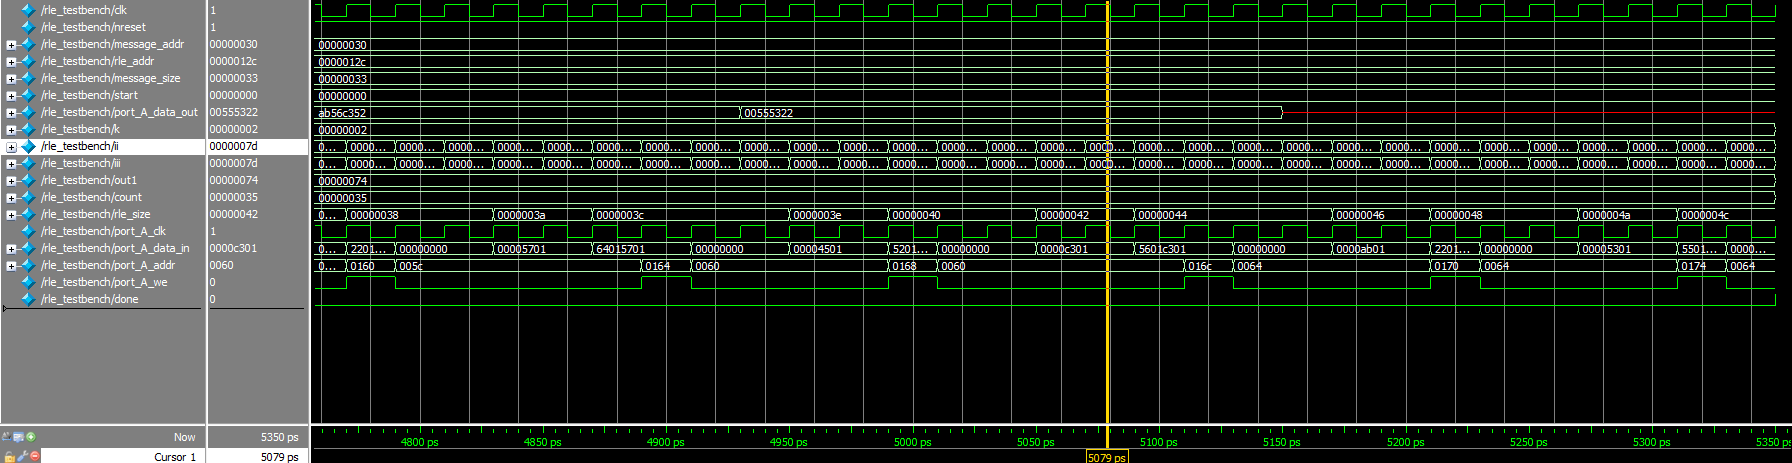 /rle_testbench/clk 1
/rle_testbench/nreset 1
/rle_testbench/message_addr 00000030 00000030
/rle_testbench/rle_addr 0000012c 0000012c
/rle_testbench/message_size 00000033 00000033
/rle_testbench/start 00000000 00000000
/rle_testbench/port_A_data_out 00555322 ab56c352 00555322
/rle_testbench/k 00000002 00000002
/rle_testbench/ii 0000007d 0... 0000... 0000... 0000... 0000... 0000... 0000... 0000... 0000... 0000... 0000... 0000... 0000... 0000... 0000... 0000... 0000... 0000... 0000... 0000... 0000... 0000... 0000... 0000... 0000... 0000... 0000... 0000... 0000... 0000...
/rle_testbench/iii 0000007d 0... 0000... 0000... 0000... 0000... 0000... 0000... 0000... 0000... 0000... 0000... 0000... 0000... 0000... 0000... 0000... 0000... 0000... 0000... 0000... 0000... 0000... 0000... 0000... 0000... 0000... 0000... 0000... 0000... 0000...
/rle_testbench/out1 00000074 00000074
/rle_testbench/count 00000035 00000035
/rle_testbench/rle_size 00000042 0... 00000038 0000003a 0000003c 0000003e 00000040 00000042 00000044 00000046 00000048 0000004a 0000004c
/rle_testbench/port_A_clk 1
/rle_testbench/port_A_data_in 0000c301 0... 2201... 00000000 00005701 64015701 00000000 00004501 5201... 00000000 0000c301 5601c301 00000000 0000ab01 2201... 00000000 00005301 5501... 0000...
/rle_testbench/port_A_addr 0060 0... 0160 005c 0164 0060 0168 0060 016c 0064 0170 0064 0174 0064
/rle_testbench/port_A_we 0
/rle_testbench/done 0
Now 5350 ps 4800 ps 4850 ps 4900 ps 4950 ps 5000 ps 5050 ps 5100 ps 5150 ps 5200 ps 5250 ps 5300 ps 5350 ps
Cursor 1 5079 ps 5079 ps